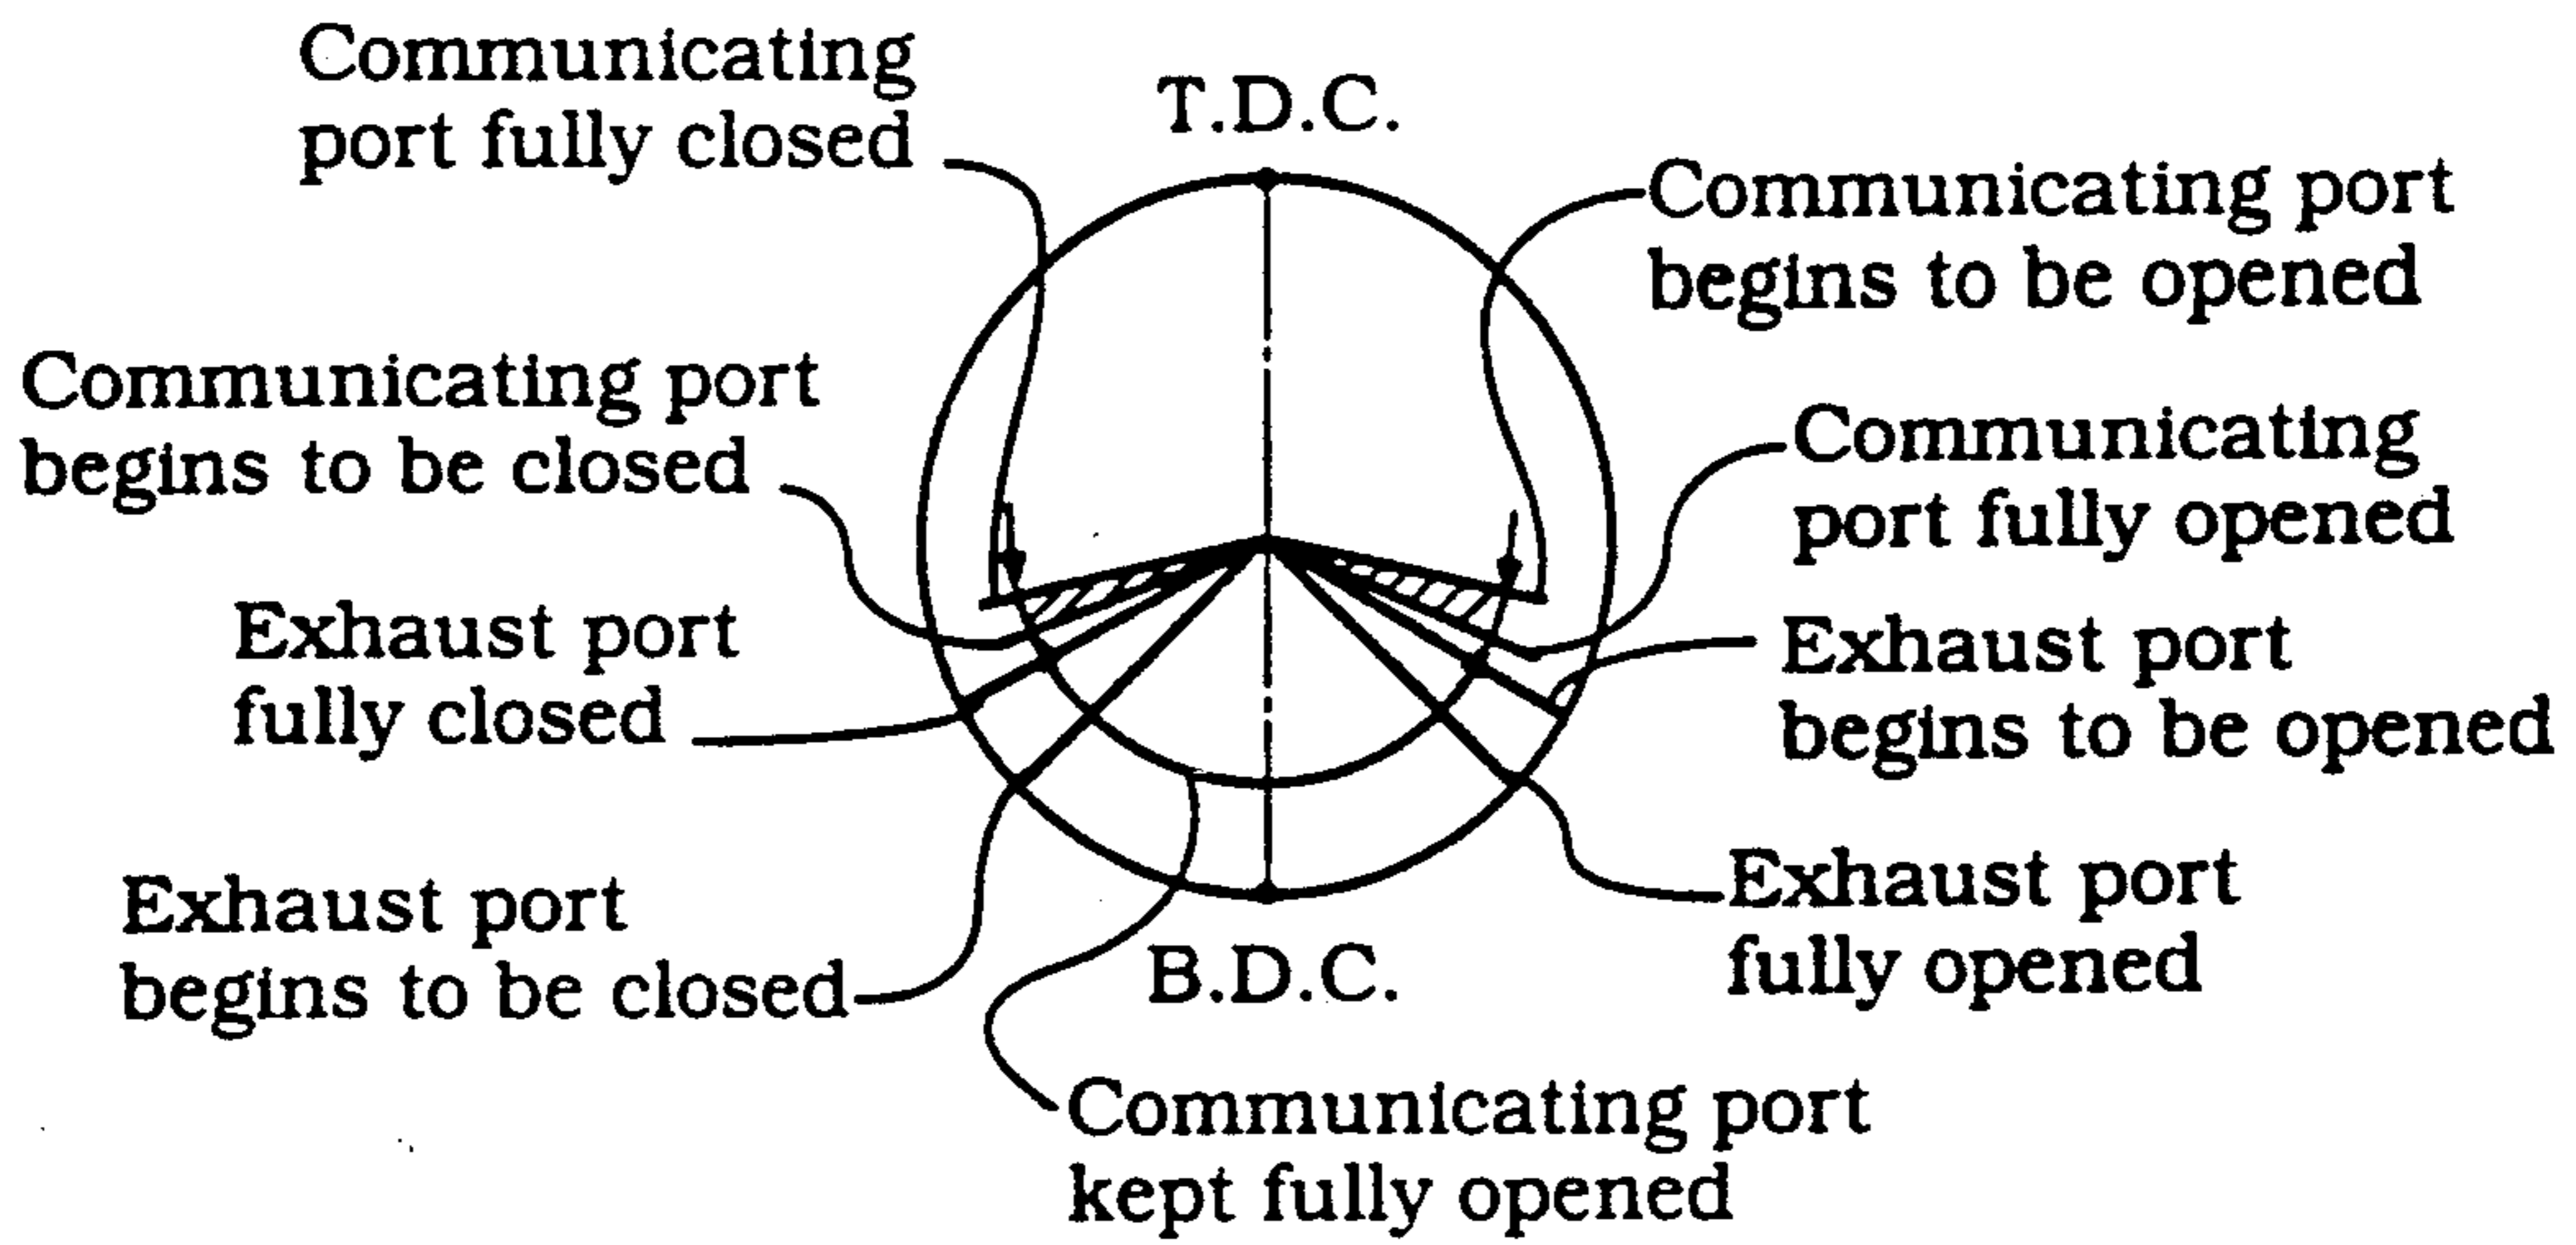 Communicating
port fully closed
T.D.C.
Communicating port
begins to be opened
Communicating port
begins to be closed
Communicating
port fully opened
Exhaust port
fully closed
Exhaust port
begins to be opened
Exhaust port
begins to be closed
B.D.C.
Exhaust port
fully opened
Communicating port
kept fully opened